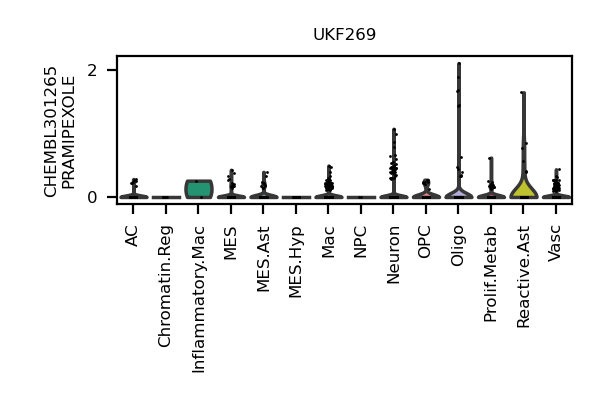 UKF269
CHEMBL301265
PRAMIPEXOLE
2
0
AC
Chromatin.Reg
Inflammatory.Mac
MES
MES.Ast
MES.Hyp
Mac
NPC
Neuron
OPC
Oligo
Prolif.Metab
Reactive.Ast
Vasc